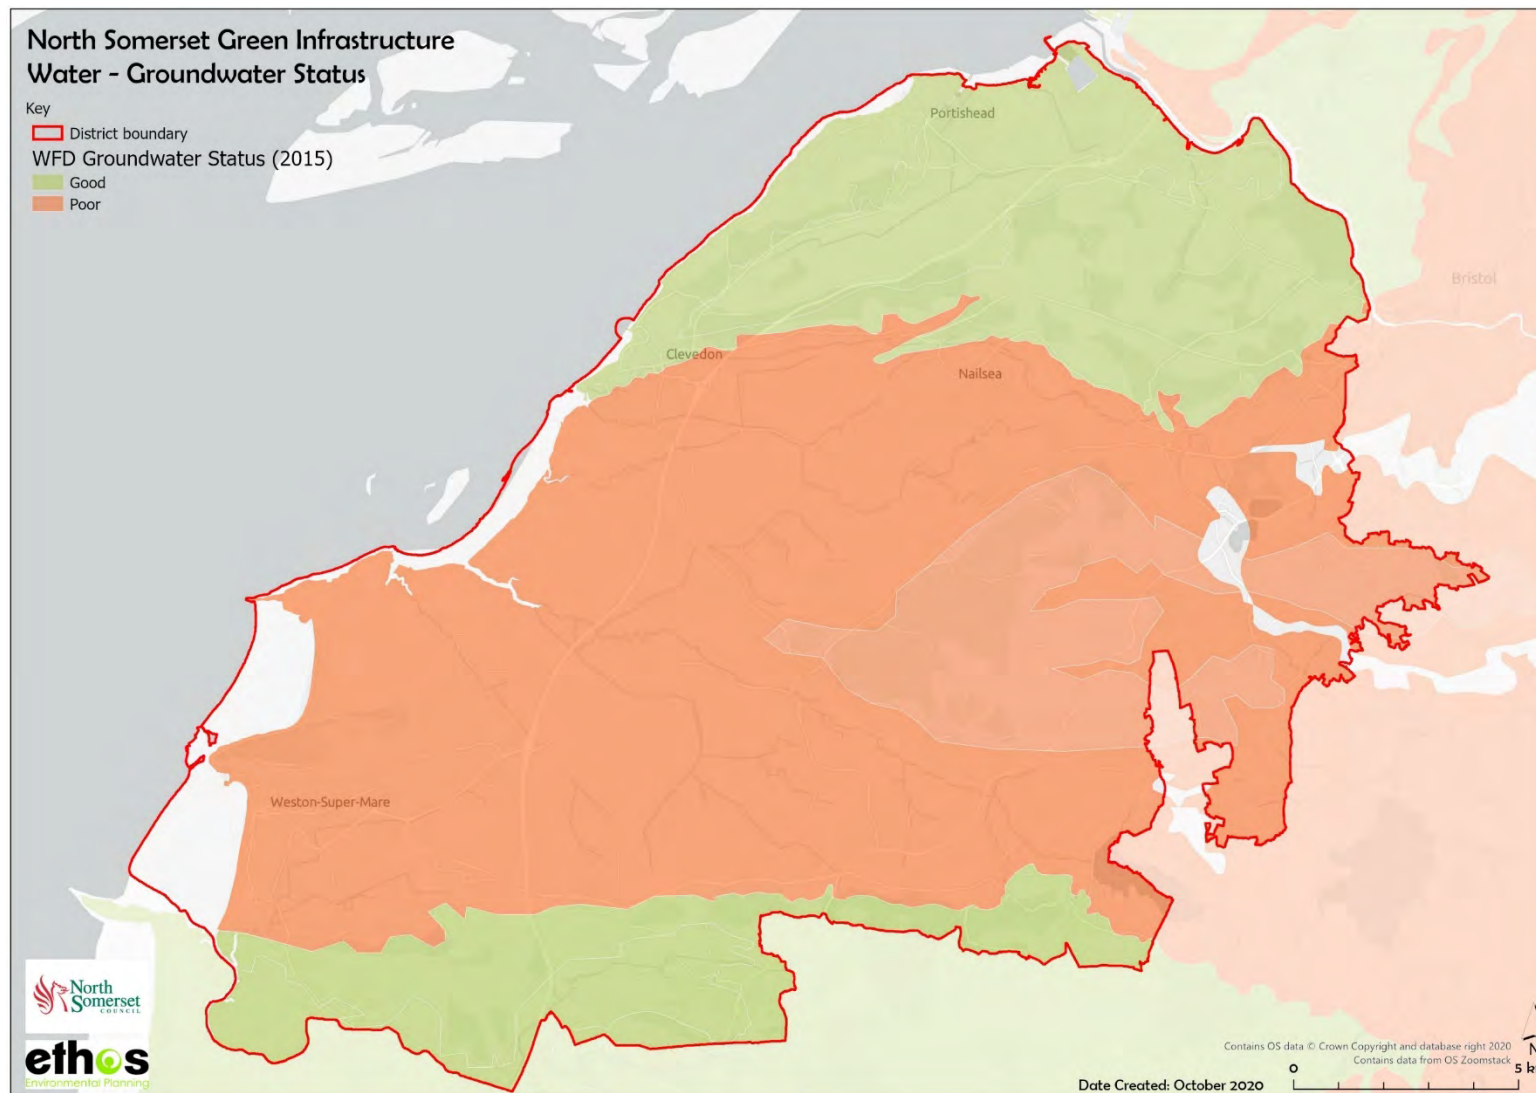 North Somerset Green Infrastructure
Water - Groundwater Status
Key
District boundary
WFD Groundwater Status (2015)
Good
Poor
Portishead
Bristol
Clevedon
Nailsea
Weston-Super-Mare
North
Somerset
COUNCIL
ethos
Environmental Planning
Contains OS data © Crown Copyright and database right 2020
Contains data from OS Zoomstack
N
Date Created: October 2020
0
5 k